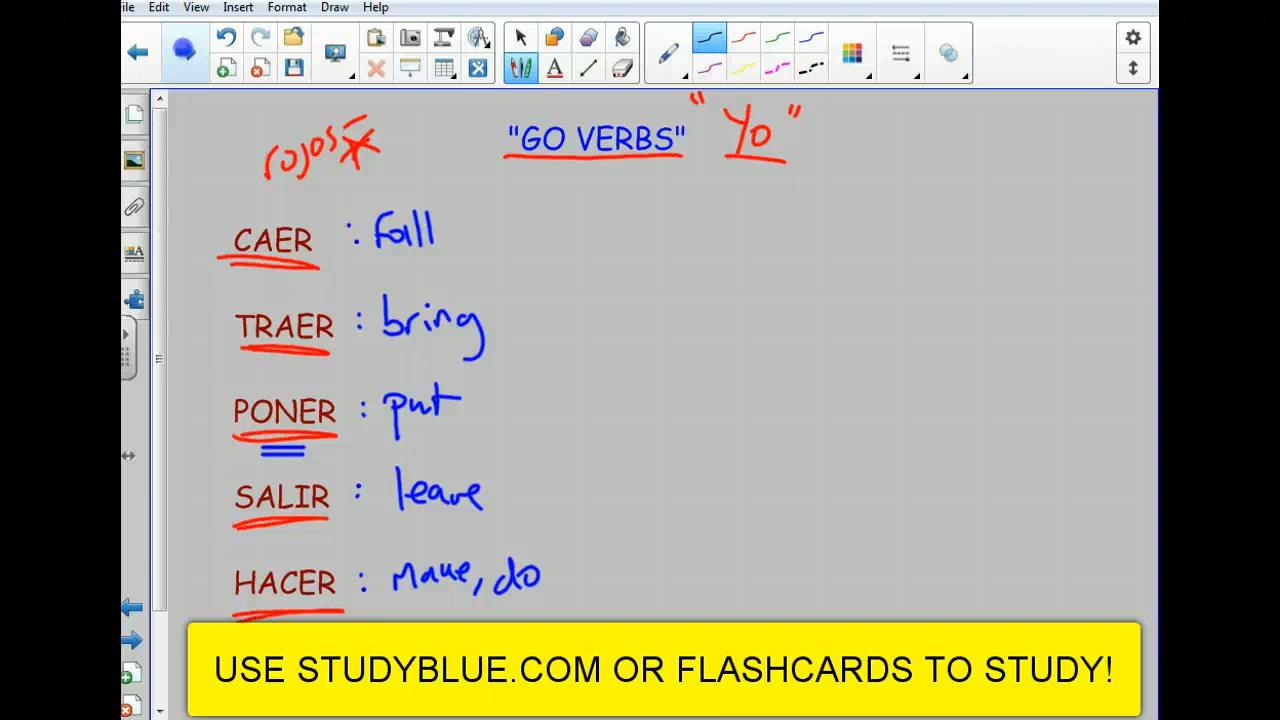 ile Edit View Insert Format Draw Help
"GO VERBS" "Yo"
rojos
CAER : Fall
TRAER : bring
PONER : put
SALIR : leave
HACER : make, do
USE STUDYBLUE.COM OR FLASHCARDS TO STUDY!